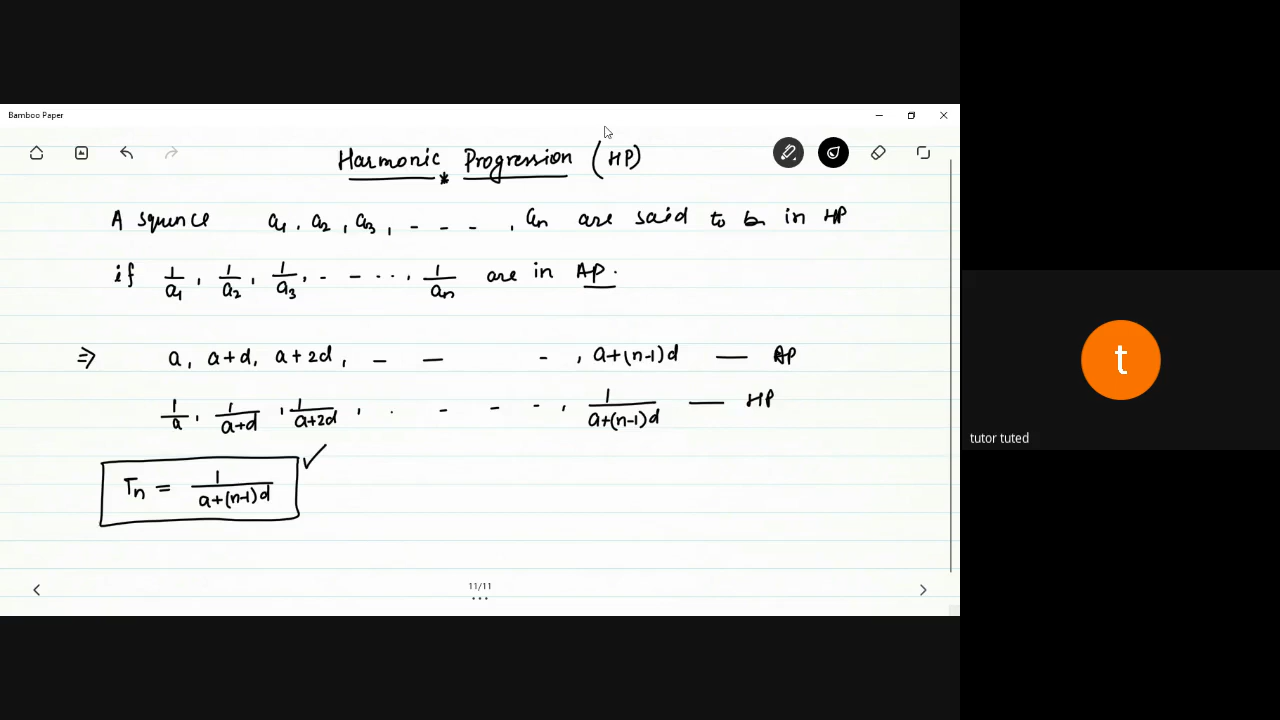 Bamboo Paper
Harmonic Progression (HP)
A squence a1, a2, a3, - - - , an are said to be in HP
if 1/a1, 1/a2, 1/a3, - - - - -, 1/an are in AP.
⇒ a, a+d, a+2d, - - - , a+(n-1)d — AP
1/a, 1/(a+d), 1/(a+2d), . - - - , 1/(a+(n-1)d) — HP
Tn = 1/(a+(n-1)d) ✓
11/11
t
tutor tuted